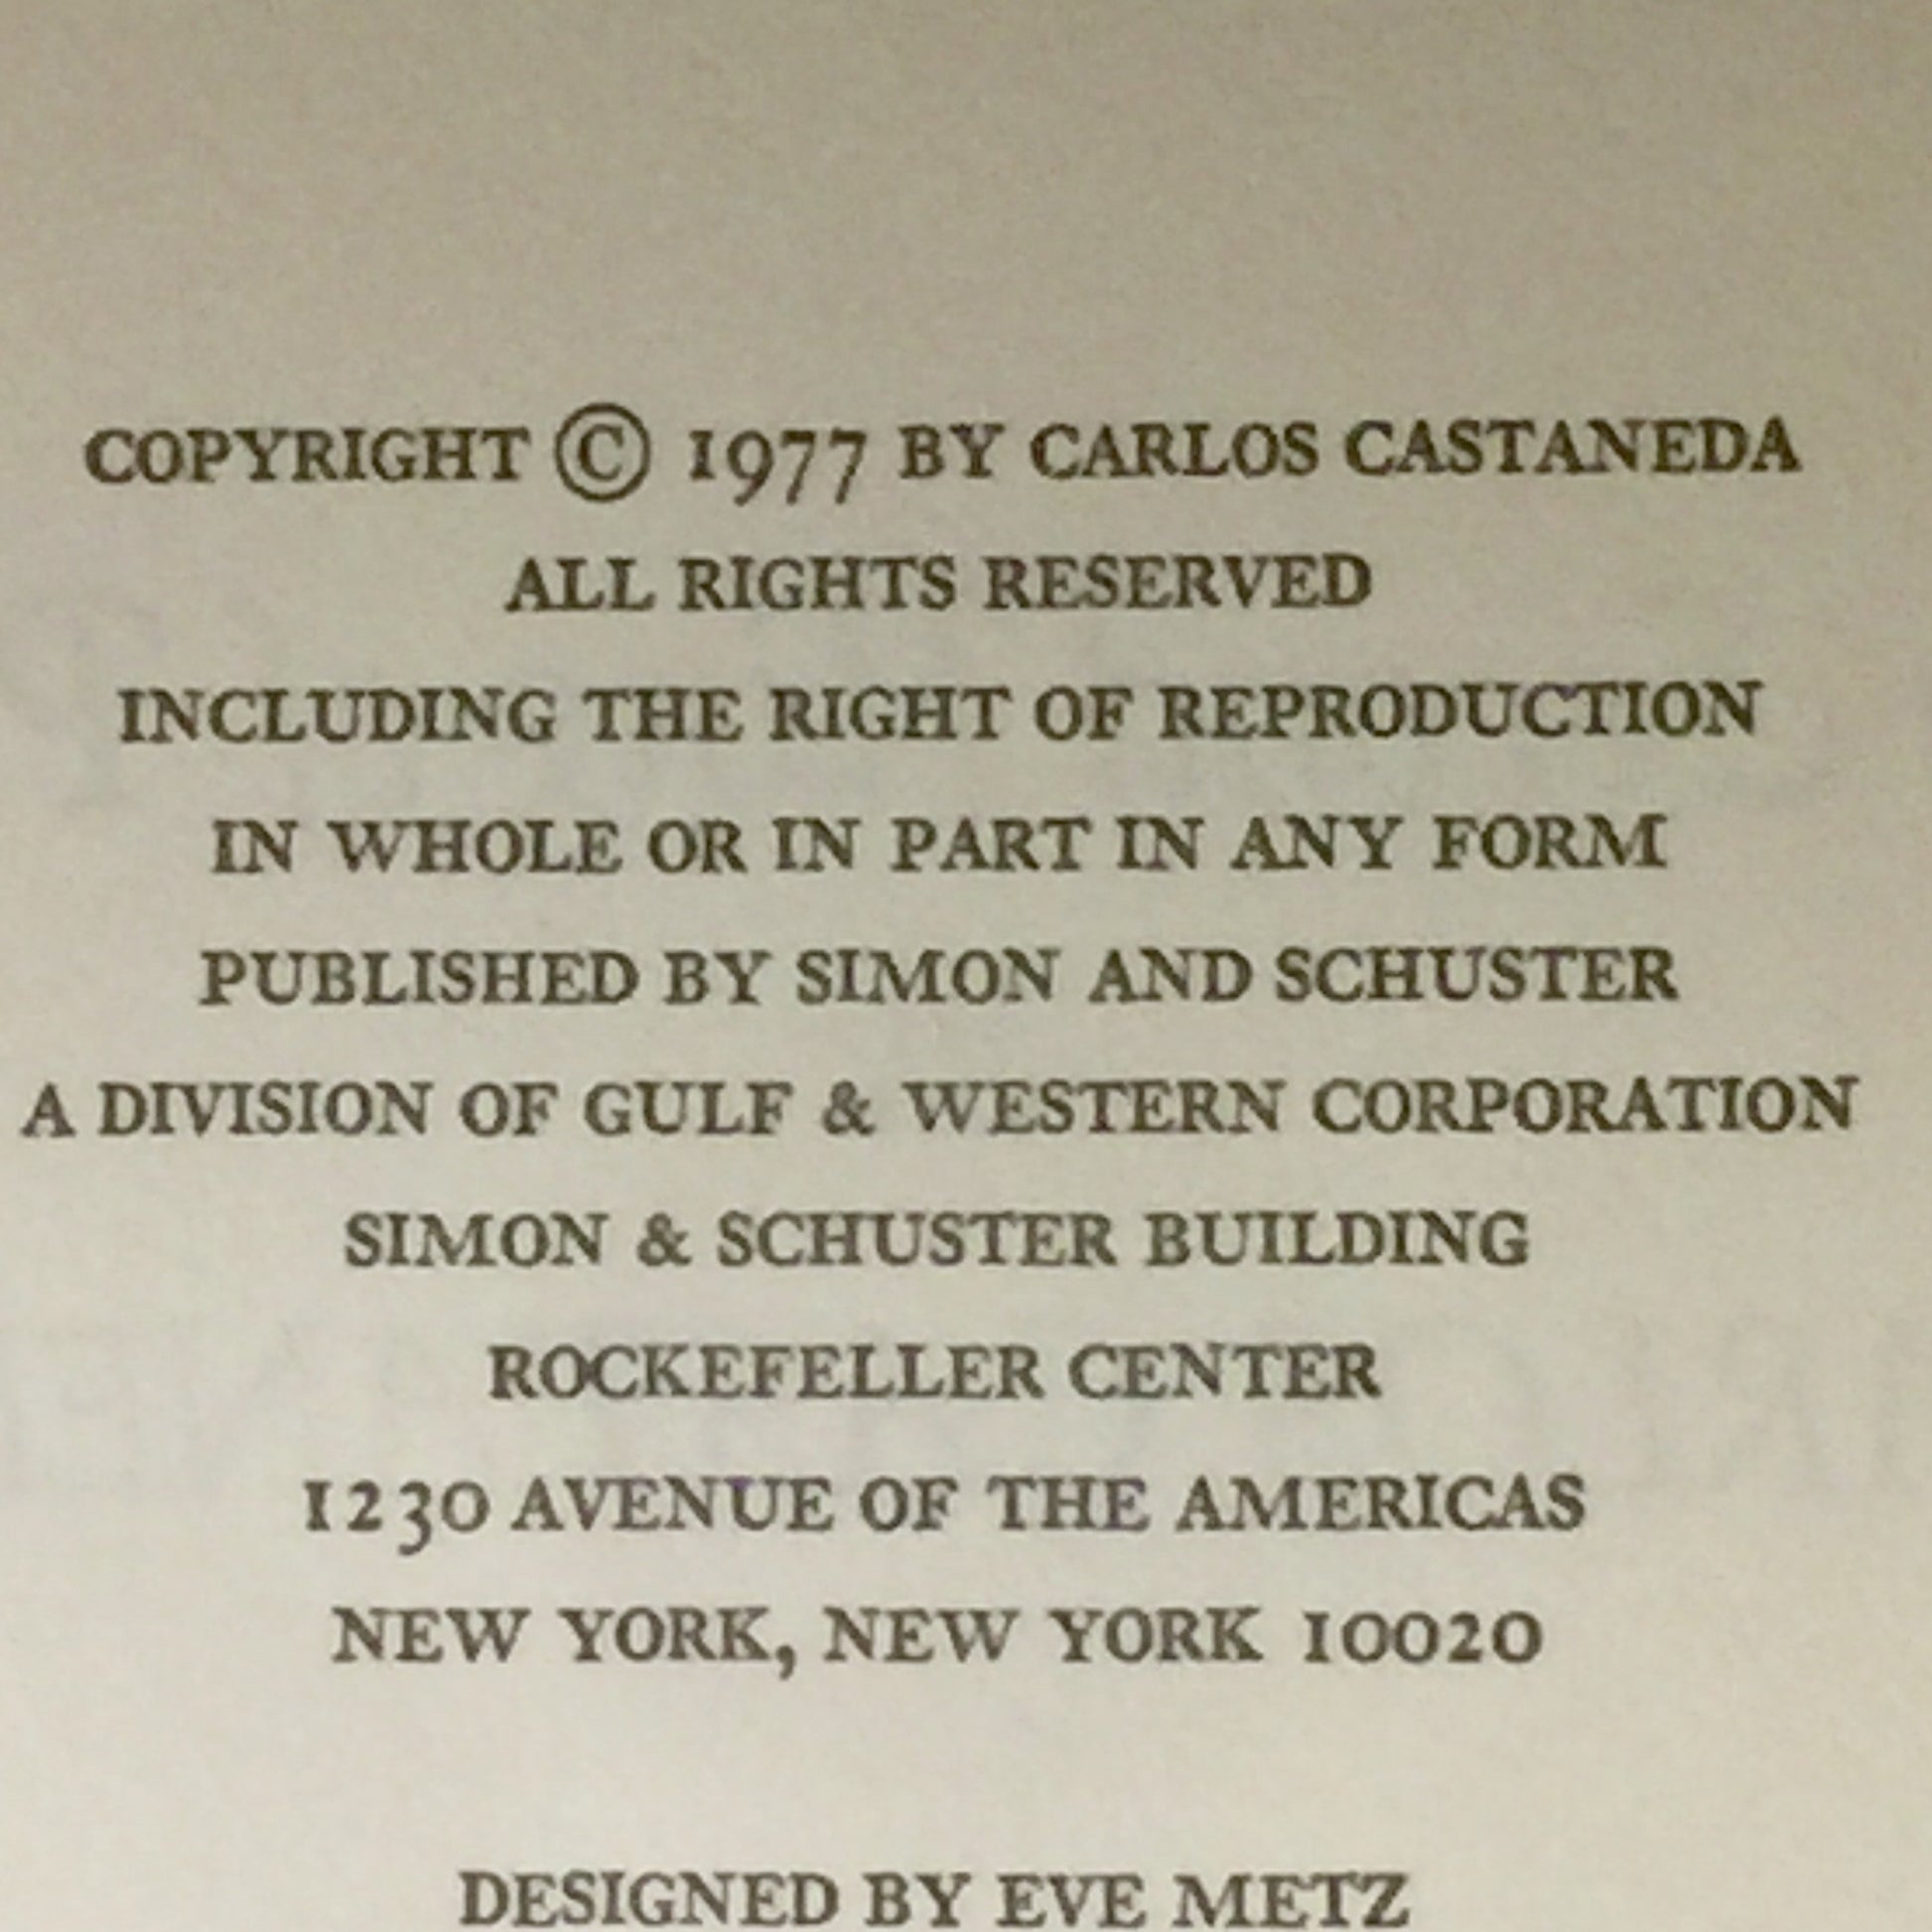 COPYRIGHT © 1977 BY CARLOS CASTANEDA
ALL RIGHTS RESERVED
INCLUDING THE RIGHT OF REPRODUCTION
IN WHOLE OR IN PART IN ANY FORM
PUBLISHED BY SIMON AND SCHUSTER
A DIVISION OF GULF & WESTERN CORPORATION
SIMON & SCHUSTER BUILDING
ROCKEFELLER CENTER
1230 AVENUE OF THE AMERICAS
NEW YORK, NEW YORK 10020
DESIGNED BY EVE METZ